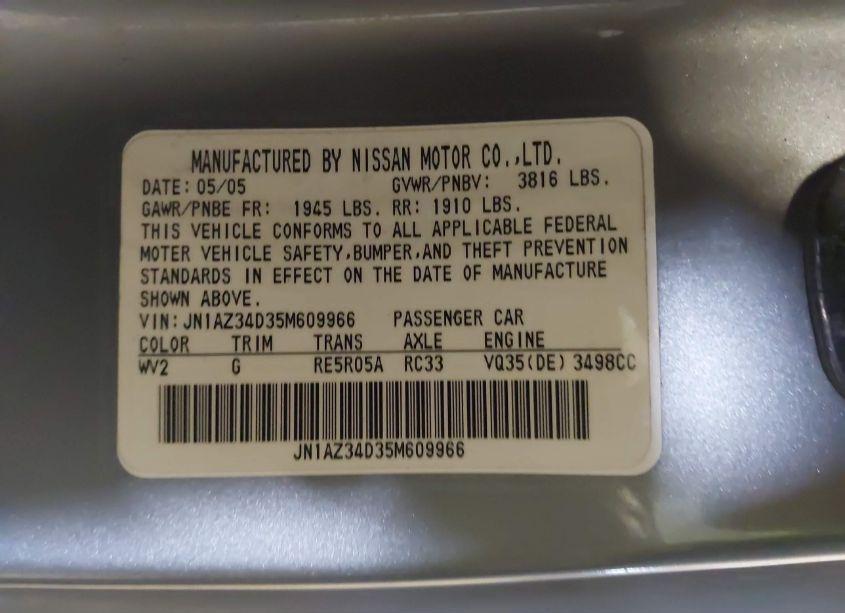 MANUFACTURED BY NISSAN MOTOR CO.,LTD.
DATE: 05/05 GVWR/PNBV: 3816 LBS.
GAWR/PNBE FR: 1945 LBS. RR: 1910 LBS.
THIS VEHICLE CONFORMS TO ALL APPLICABLE FEDERAL
MOTER VEHICLE SAFETY,BUMPER,AND THEFT PREVENTION
STANDARDS IN EFFECT ON THE DATE OF MANUFACTURE
SHOWN ABOVE.
VIN: JN1AZ34D35M609966 PASSENGER CAR
COLOR TRIM TRANS AXLE ENGINE
WV2 G RE5R05A RC33 VQ35(DE) 3498CC
JN1AZ34D35M609966